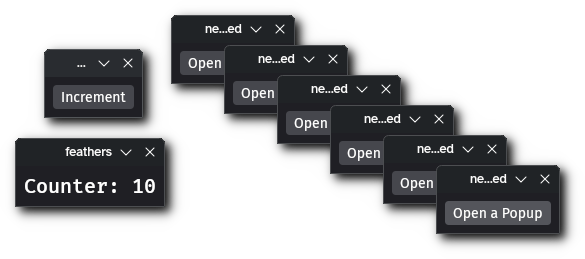 ...
Increment
feathers
Counter: 10
ne...ed
Open
ne...ed
Open
ne...ed
Open
ne...ed
Open
ne...ed
Open
ne...ed
Open a Popup